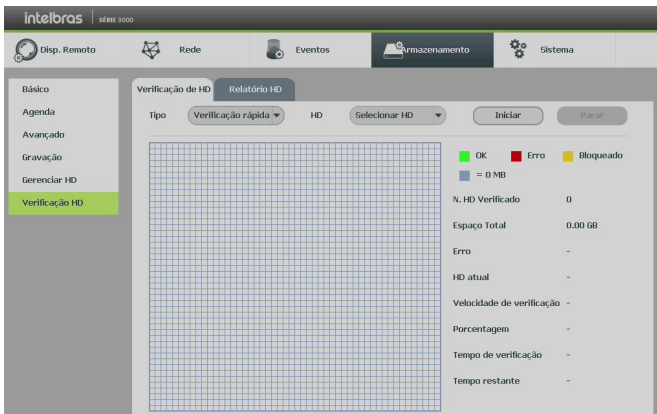 intelbras SÉRIE 3000
Disp. Remoto Rede Eventos Armazenamento Sistema
Básico
Agenda
Avançado
Gravação
Gerenciar HD
Verificação HD
Verificação de HD Relatório HD
Tipo Verificação rápida HD Selecionar HD Iniciar Parar
OK Erro Bloqueado
= 0 MB
N. HD Verificado 0
Espaço Total 0.00 GB
Erro -
HD atual -
Velocidade de verificação -
Porcentagem -
Tempo de verificação -
Tempo restante -